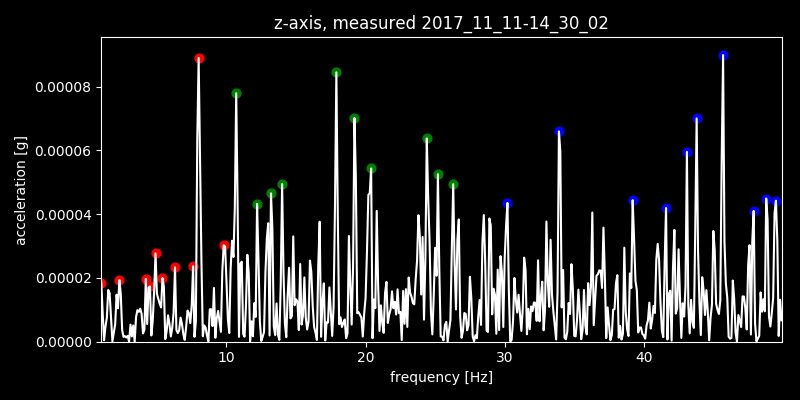 z-axis, measured 2017_11_11-14_30_02
acceleration [g]
0.00008
0.00006
0.00004
0.00002
0.00000
10 20 30 40
frequency [Hz]